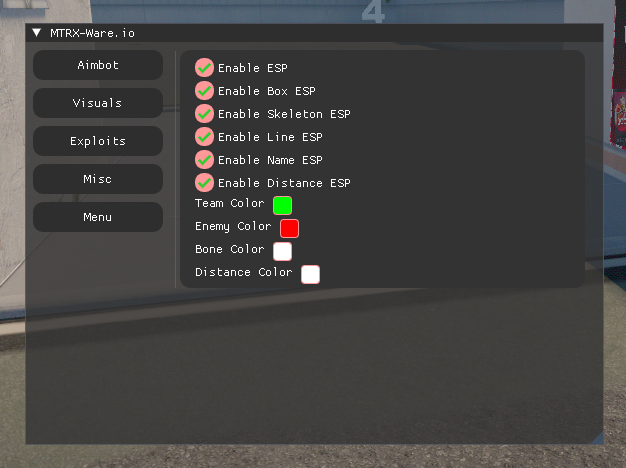 4
MTRX-Ware.io
Aimbot
Visuals
Exploits
Misc
Menu
Enable ESP
Enable Box ESP
Enable Skeleton ESP
Enable Line ESP
Enable Name ESP
Enable Distance ESP
Team Color
Enemy Color
Bone Color
Distance Color